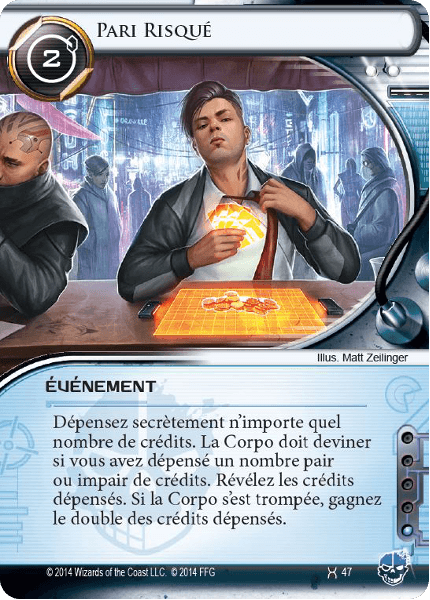 Pari Risqué
2
Illus. Matt Zeilinger
ÉVÉNEMENT
Dépensez secrètement n'importe quel
nombre de crédits. La Corpo doit deviner
si vous avez dépensé un nombre pair
ou impair de crédits. Révélez les crédits
dépensés. Si la Corpo s'est trompée, gagnez
le double des crédits dépensés.
© 2014 Wizards of the Coast LLC. © 2014 FFG
47